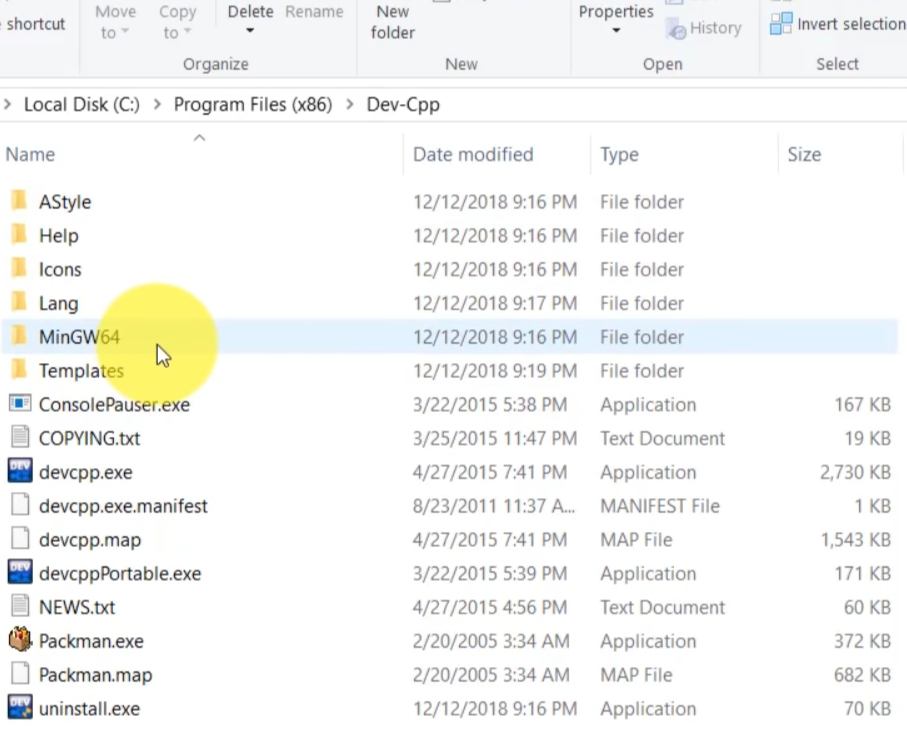 shortcut
Move to
Copy to
Delete
Rename
New folder
Properties
History
Invert selection
Organize
New
Open
Select
Local Disk (C:) > Program Files (x86) > Dev-Cpp
Name Date modified Type Size
AStyle 12/12/2018 9:16 PM File folder
Help 12/12/2018 9:16 PM File folder
Icons 12/12/2018 9:16 PM File folder
Lang 12/12/2018 9:17 PM File folder
MinGW64 12/12/2018 9:16 PM File folder
Templates 12/12/2018 9:19 PM File folder
ConsolePauser.exe 3/22/2015 5:38 PM Application 167 KB
COPYING.txt 3/25/2015 11:47 PM Text Document 19 KB
devcpp.exe 4/27/2015 7:41 PM Application 2,730 KB
devcpp.exe.manifest 8/23/2011 11:37 A... MANIFEST File 1 KB
devcpp.map 4/27/2015 7:41 PM MAP File 1,543 KB
devcppPortable.exe 3/22/2015 5:39 PM Application 171 KB
NEWS.txt 4/27/2015 4:56 PM Text Document 60 KB
Packman.exe 2/20/2005 3:34 AM Application 372 KB
Packman.map 2/20/2005 3:34 AM MAP File 682 KB
uninstall.exe 12/12/2018 9:16 PM Application 70 KB